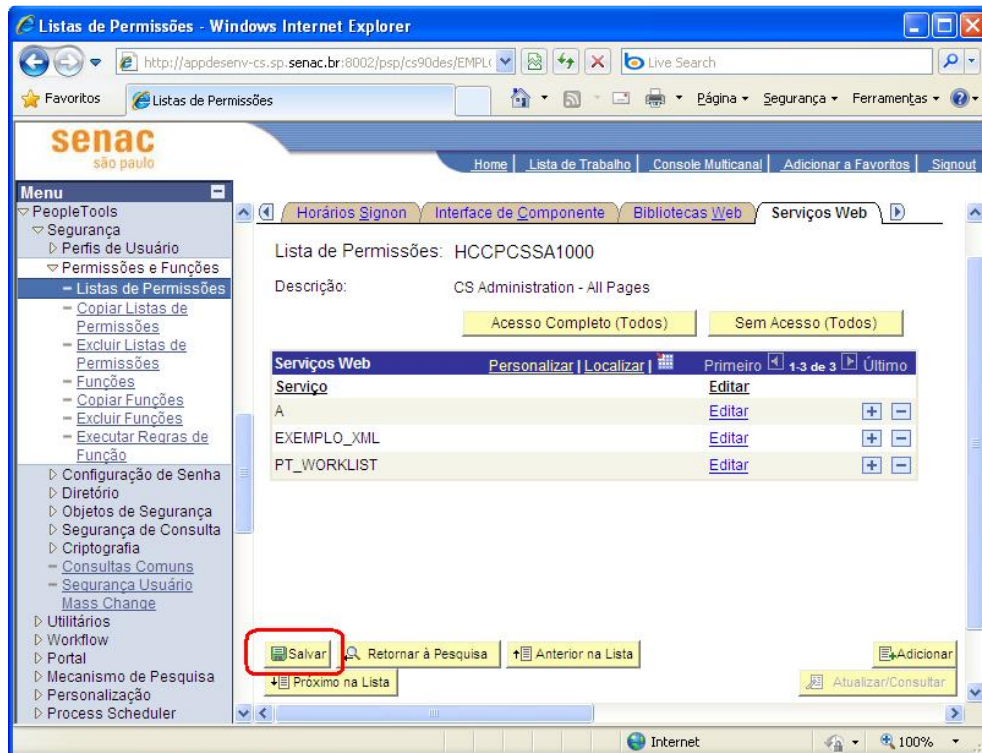 Listas de Permissões - Windows Internet Explorer
http://appdesenv-cs.sp.senac.br:8002/psp/cs90des/EMPL
Live Search
Favoritos
Listas de Permissões
Página
Segurança
Ferramentas
senac
são paulo
Home
Lista de Trabalho
Console Multicanal
Adicionar a Favoritos
Signout
Menu
PeopleTools
Segurança
Perfis de Usuário
Permissões e Funções
Listas de Permissões
Copiar Listas de
Permissões
Excluir Listas de
Permissões
Funções
Copiar Funções
Excluir Funções
Executar Regras de
Função
Configuração de Senha
Diretório
Objetos de Segurança
Segurança de Consulta
Criptografia
Consultas Comuns
Segurança Usuário
Mass Change
Utilitários
Workflow
Portal
Mecanismo de Pesquisa
Personalização
Process Scheduler
Horários Signon
Interface de Componente
Bibliotecas Web
Serviços Web
Lista de Permissões: HCCPCSSA1000
Descrição: CS Administration - All Pages
Acesso Completo (Todos)
Sem Acesso (Todos)
Serviços Web Personalizar | Localizar | Primeiro 1-3 de 3 Último
Serviço Editar
A Editar
EXEMPLO_XML Editar
PT_WORKLIST Editar
Salvar
Retornar à Pesquisa
Anterior na Lista
Adicionar
Próximo na Lista
Atualizar/Consultar
Internet
100%